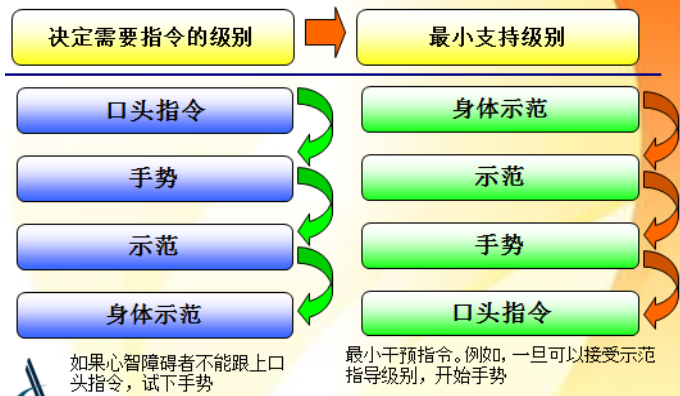 决定需要指令的级别
最小支持级别
口头指令
手势
示范
身体示范
如果心智障碍者不能跟上口
头指令，试下手势
身体示范
示范
手势
口头指令
最小干预指令。例如，一旦可以接受示范
指导级别，开始手势